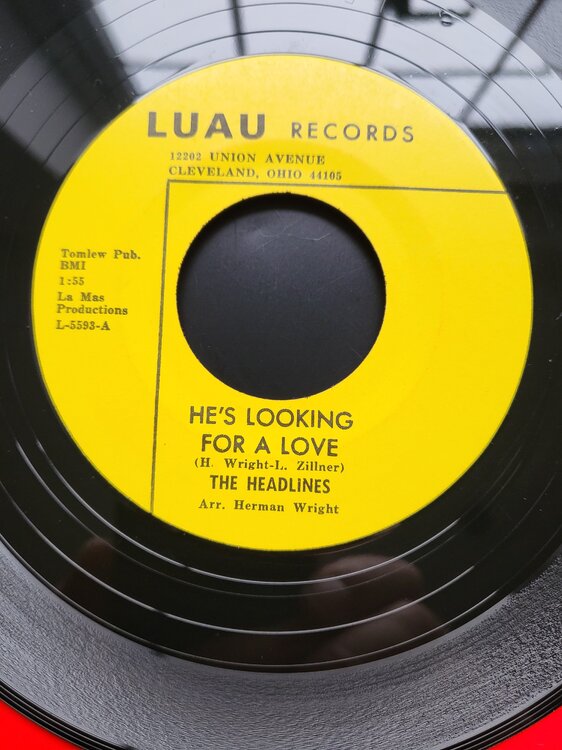 LUAU RECORDS
12202 UNION AVENUE
CLEVELAND, OHIO 44105
Tomlew Pub.
BMI
1:55
La Mas
Productions
L-5593-A
HE'S LOOKING
FOR A LOVE
(H. Wright-L. Zillner)
THE HEADLINES
Arr. Herman Wright